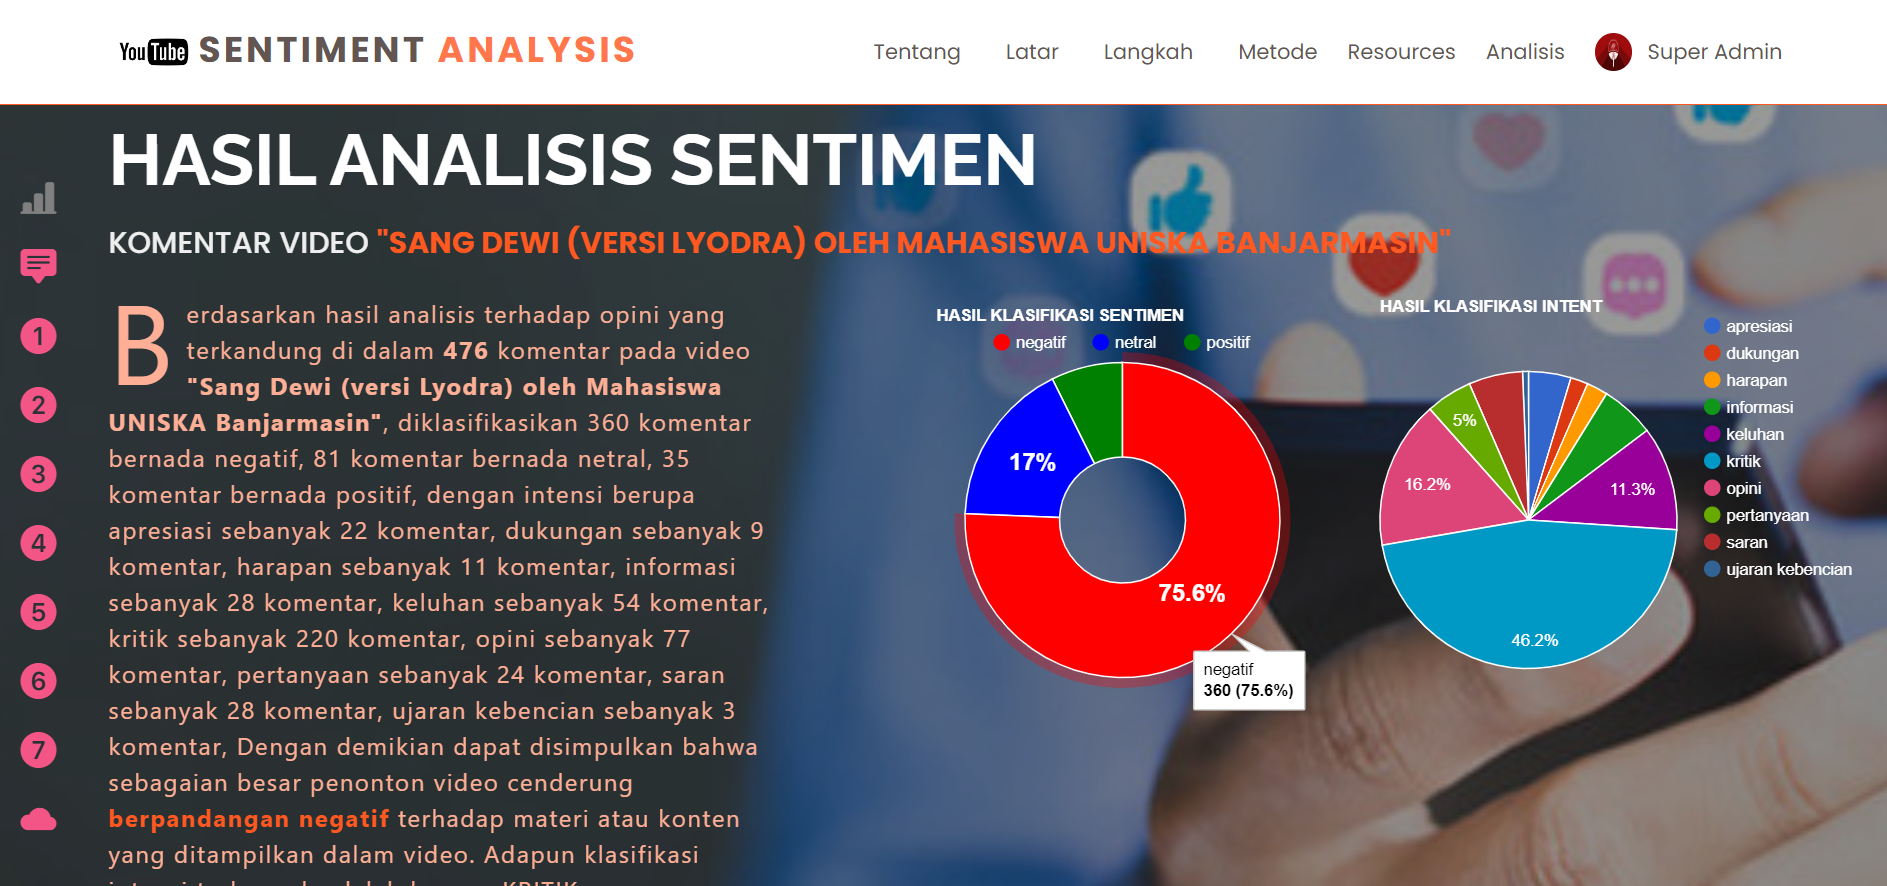 YouTube SENTIMENT ANALYSIS
Tentang Latar Langkah Metode Resources Analisis Super Admin
HASIL ANALISIS SENTIMEN
KOMENTAR VIDEO "SANG DEWI (VERSI LYODRA) OLEH MAHASISWA UNISKA BANJARMASIN"
1
2
3
4
5
6
7
Berdasarkan hasil analisis terhadap opini yang
terkandung di dalam 476 komentar pada video
"Sang Dewi (versi Lyodra) oleh Mahasiswa
UNISKA Banjarmasin", diklasifikasikan 360 komentar
bernada negatif, 81 komentar bernada netral, 35
komentar bernada positif, dengan intensi berupa
apresiasi sebanyak 22 komentar, dukungan sebanyak 9
komentar, harapan sebanyak 11 komentar, informasi
sebanyak 28 komentar, keluhan sebanyak 54 komentar,
kritik sebanyak 220 komentar, opini sebanyak 77
komentar, pertanyaan sebanyak 24 komentar, saran
sebanyak 28 komentar, ujaran kebencian sebanyak 3
komentar, Dengan demikian dapat disimpulkan bahwa
sebagaian besar penonton video cenderung
berpandangan negatif terhadap materi atau konten
yang ditampilkan dalam video. Adapun klasifikasi
HASIL KLASIFIKASI SENTIMEN
negatif netral positif
17%
75.6%
negatif
360 (75.6%)
HASIL KLASIFIKASI INTENT
5%
16.2%
11.3%
46.2%
apresiasi
dukungan
harapan
informasi
keluhan
kritik
opini
pertanyaan
saran
ujaran kebencian